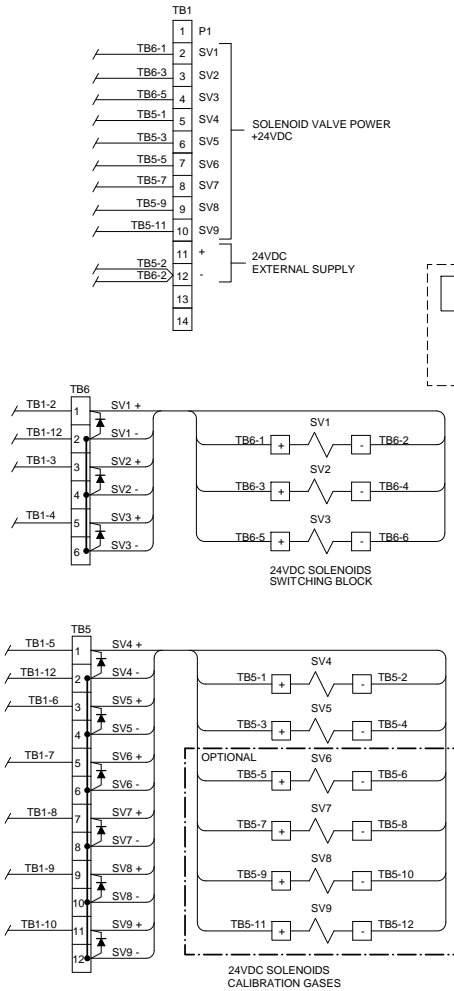 TB1
1 P1
TB6-1 2 SV1
TB6-3 3 SV2
TB6-5 4 SV3
TB5-1 5 SV4
TB5-3 6 SV5
TB5-5 7 SV6
TB5-7 8 SV7
TB5-9 9 SV8
TB5-11 10 SV9
SOLENOID VALVE POWER
+24VDC
11 +
TB5-2
TB6-2 12 -
24VDC
EXTERNAL SUPPLY
13
14
TB6
TB1-2 1 SV1 +
TB1-12 2 SV1 -
TB1-3 3 SV2 +
4 SV2 -
TB1-4 5 SV3 +
6 SV3 -
SV1
TB6-1 + - TB6-2
SV2
TB6-3 + - TB6-4
SV3
TB6-5 + - TB6-6
24VDC SOLENOIDS
SWITCHING BLOCK
TB5
TB1-5 1 SV4 +
TB1-12 2 SV4 -
TB1-6 3 SV5 +
4 SV5 -
TB1-7 5 SV6 +
6 SV6 -
TB1-8 7 SV7 +
8 SV7 -
TB1-9 9 SV8 +
10 SV8 -
TB1-10 11 SV9 +
12 SV9 -
SV4
TB5-1 + - TB5-2
SV5
TB5-3 + - TB5-4
OPTIONAL
SV6
TB5-5 + - TB5-6
SV7
TB5-7 + - TB5-8
SV8
TB5-9 + - TB5-10
SV9
TB5-11 + - TB5-12
24VDC SOLENOIDS
CALIBRATION GASES